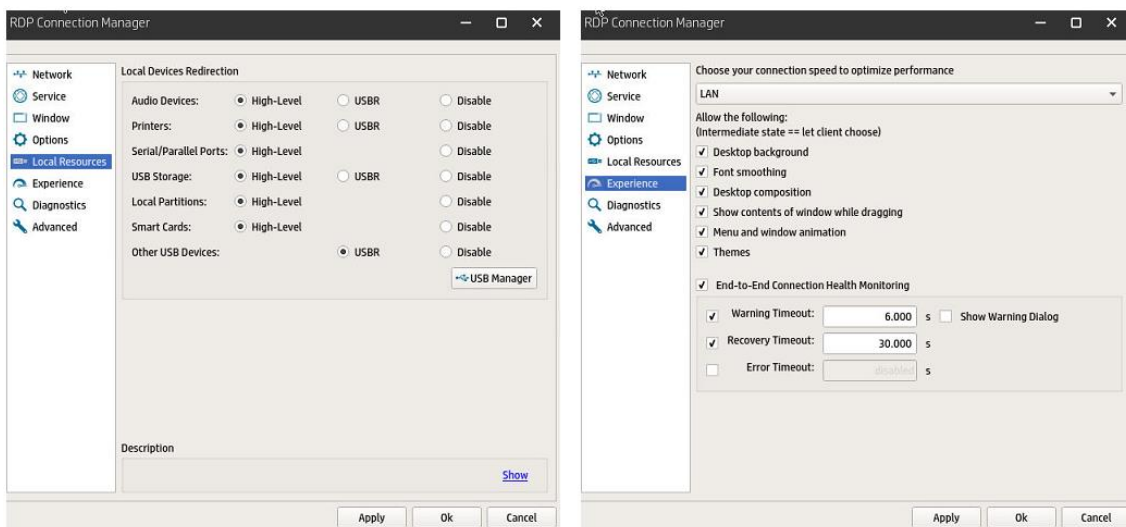 RDP Connection Manager
Network
Service
Window
Options
Local Resources
Experience
Diagnostics
Advanced
Local Devices Redirection
Audio Devices: High-Level USBR Disable
Printers: High-Level USBR Disable
Serial/Parallel Ports: High-Level Disable
USB Storage: High-Level USBR Disable
Local Partitions: High-Level Disable
Smart Cards: High-Level Disable
Other USB Devices: USBR Disable
USB Manager
Description
Show
Apply Ok Cancel
RDP Connection Manager
Network
Service
Window
Options
Local Resources
Experience
Diagnostics
Advanced
Choose your connection speed to optimize performance
LAN
Allow the following:
(Intermediate state == let client choose)
Desktop background
Font smoothing
Desktop composition
Show contents of window while dragging
Menu and window animation
Themes
End-to-End Connection Health Monitoring
Warning Timeout: 6.000 s Show Warning Dialog
Recovery Timeout: 30.000 s
Error Timeout: disabled s
Apply Ok Cancel